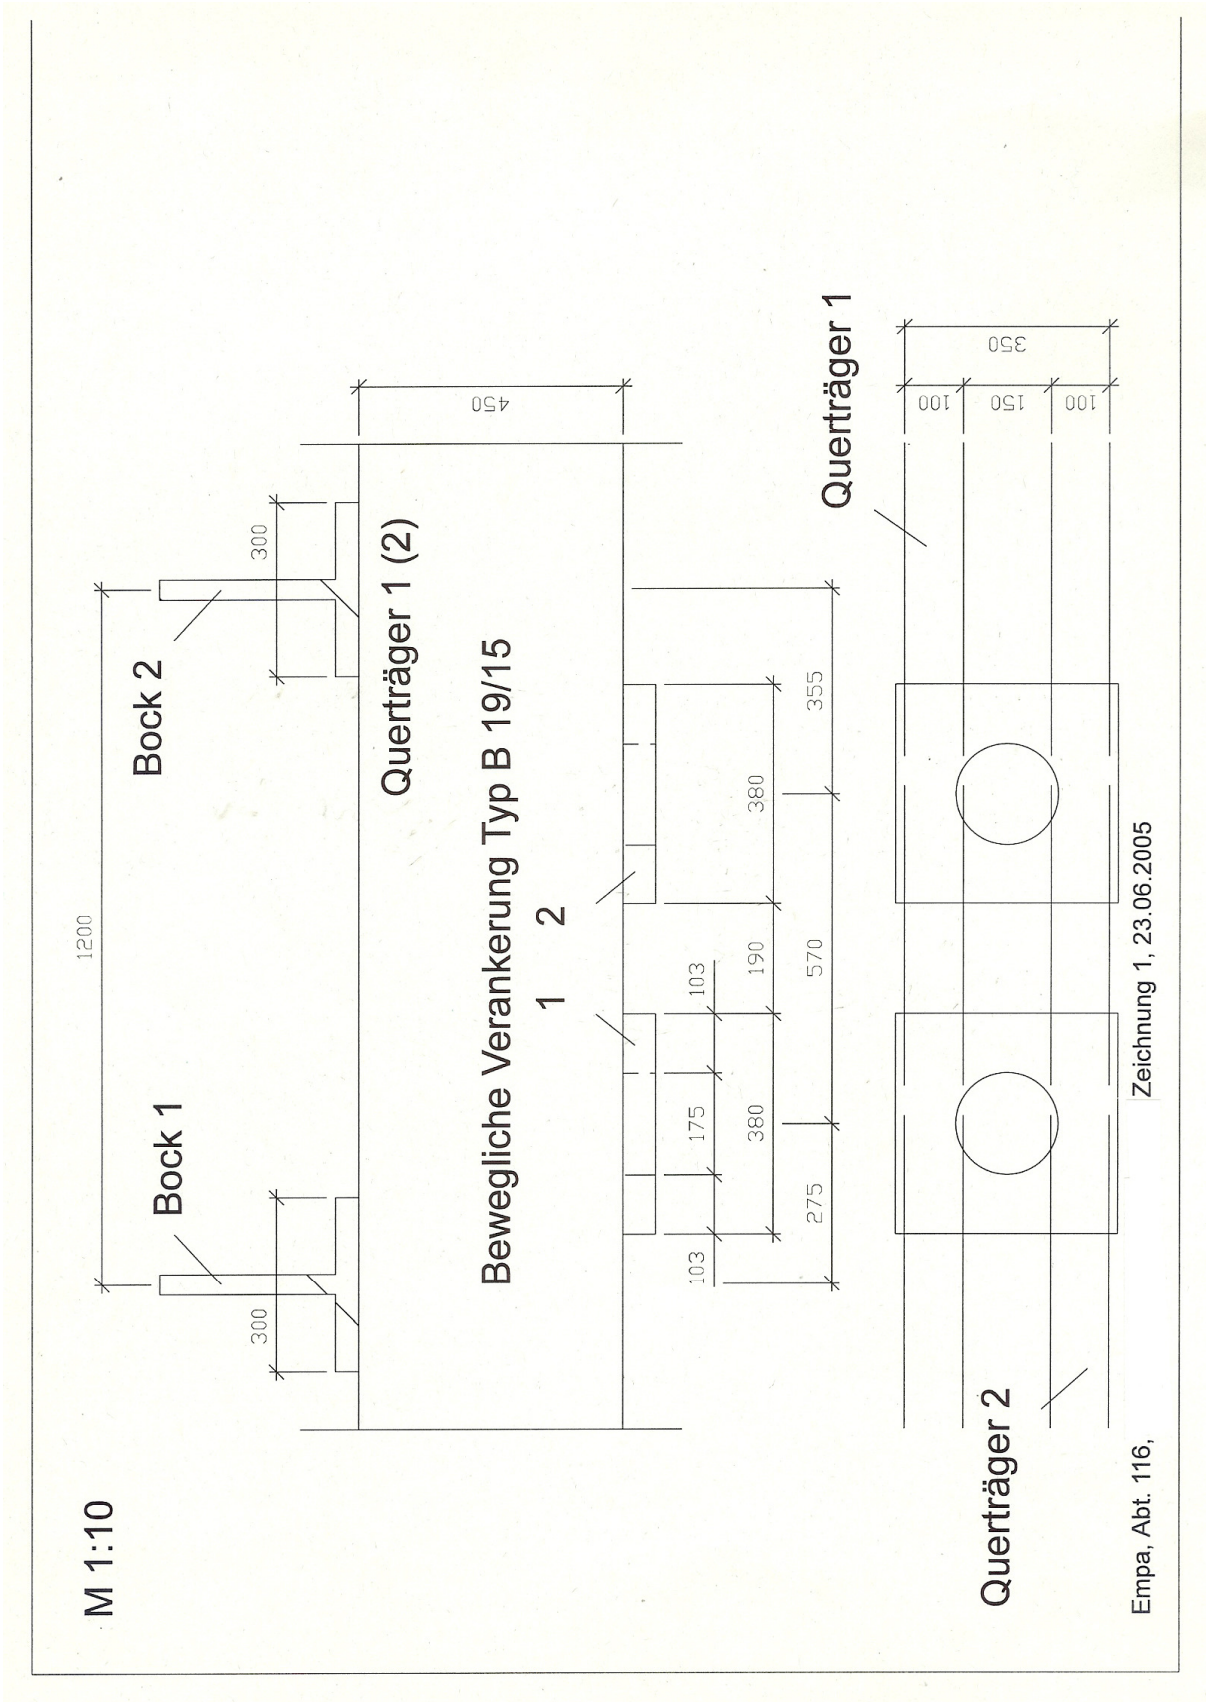 M 1:10
1200
Bock 1
Bock 2
300
300
450
Querträger 1 (2)
Bewegliche Verankerung Typ B 19/15
1
2
103
175
103
380
190
380
275
570
355
Querträger 1
100
150
100
350
Querträger 2
Empa, Abt. 116,
Zeichnung 1, 23.06.2005